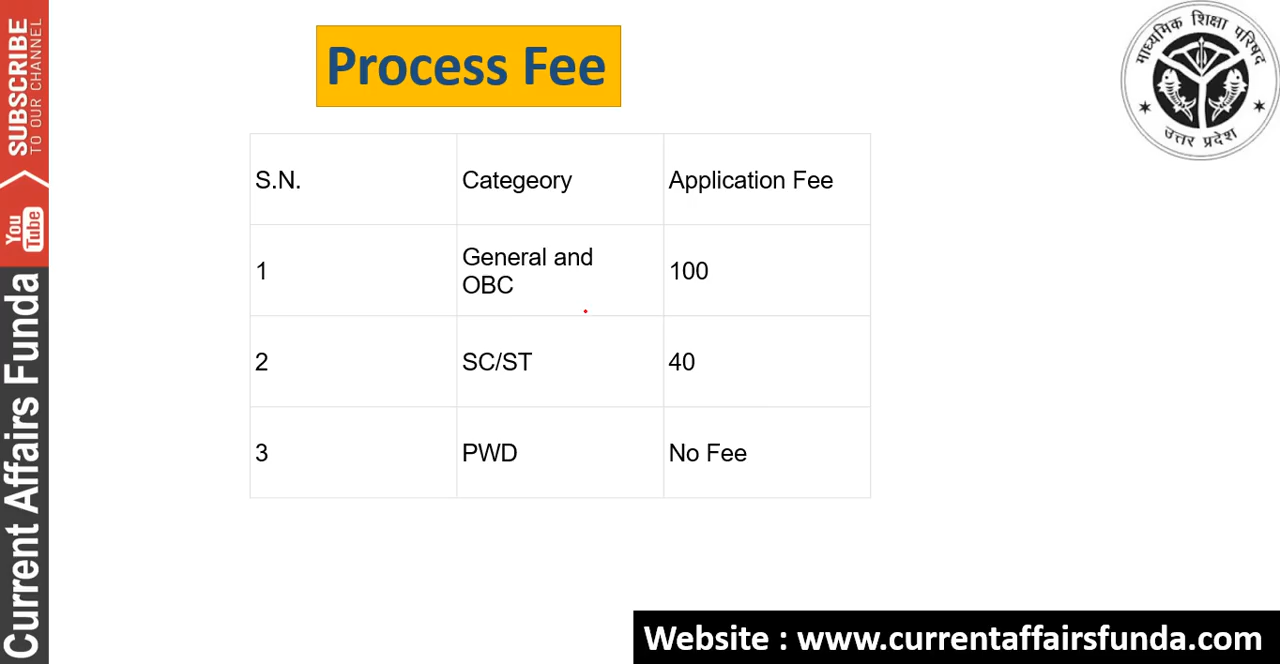 SUBSCRIBE
TO OUR CHANNEL
You
Tube
Current Affairs Funda
Process Fee
माध्यमिक शिक्षा परिषद
उत्तर प्रदेश
S.N. Categeory Application Fee
1 General and OBC 100
2 SC/ST 40
3 PWD No Fee
Website : www.currentaffairsfunda.com